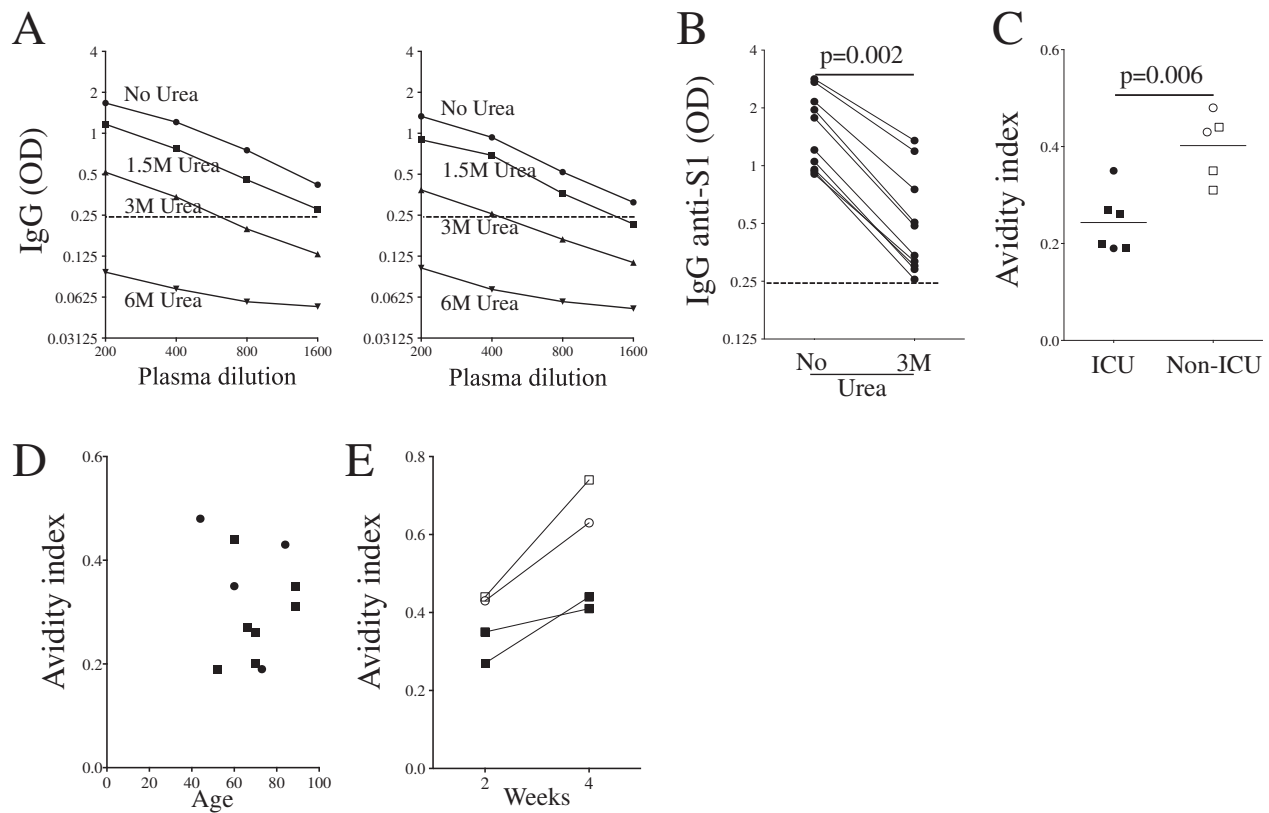 A
IgG (OD)
4
2
1
0.5
0.25
0.125
0.0625
0.03125
No Urea
1.5M Urea
3M Urea
6M Urea
200 400 800 1600
Plasma dilution
4
2
1
0.5
0.25
0.125
0.0625
0.03125
No Urea
1.5M Urea
3M Urea
6M Urea
200 400 800 1600
Plasma dilution
B
IgG anti-S1 (OD)
4
2
1
0.5
0.25
0.125
p=0.002
No 3M
Urea
C
Avidity index
0.6
0.4
0.2
0.0
p=0.006
ICU Non-ICU
D
Avidity index
0.6
0.4
0.2
0.0
0 20 40 60 80 100
Age
E
Avidity index
0.8
0.6
0.4
0.2
0.0
2 4
Weeks